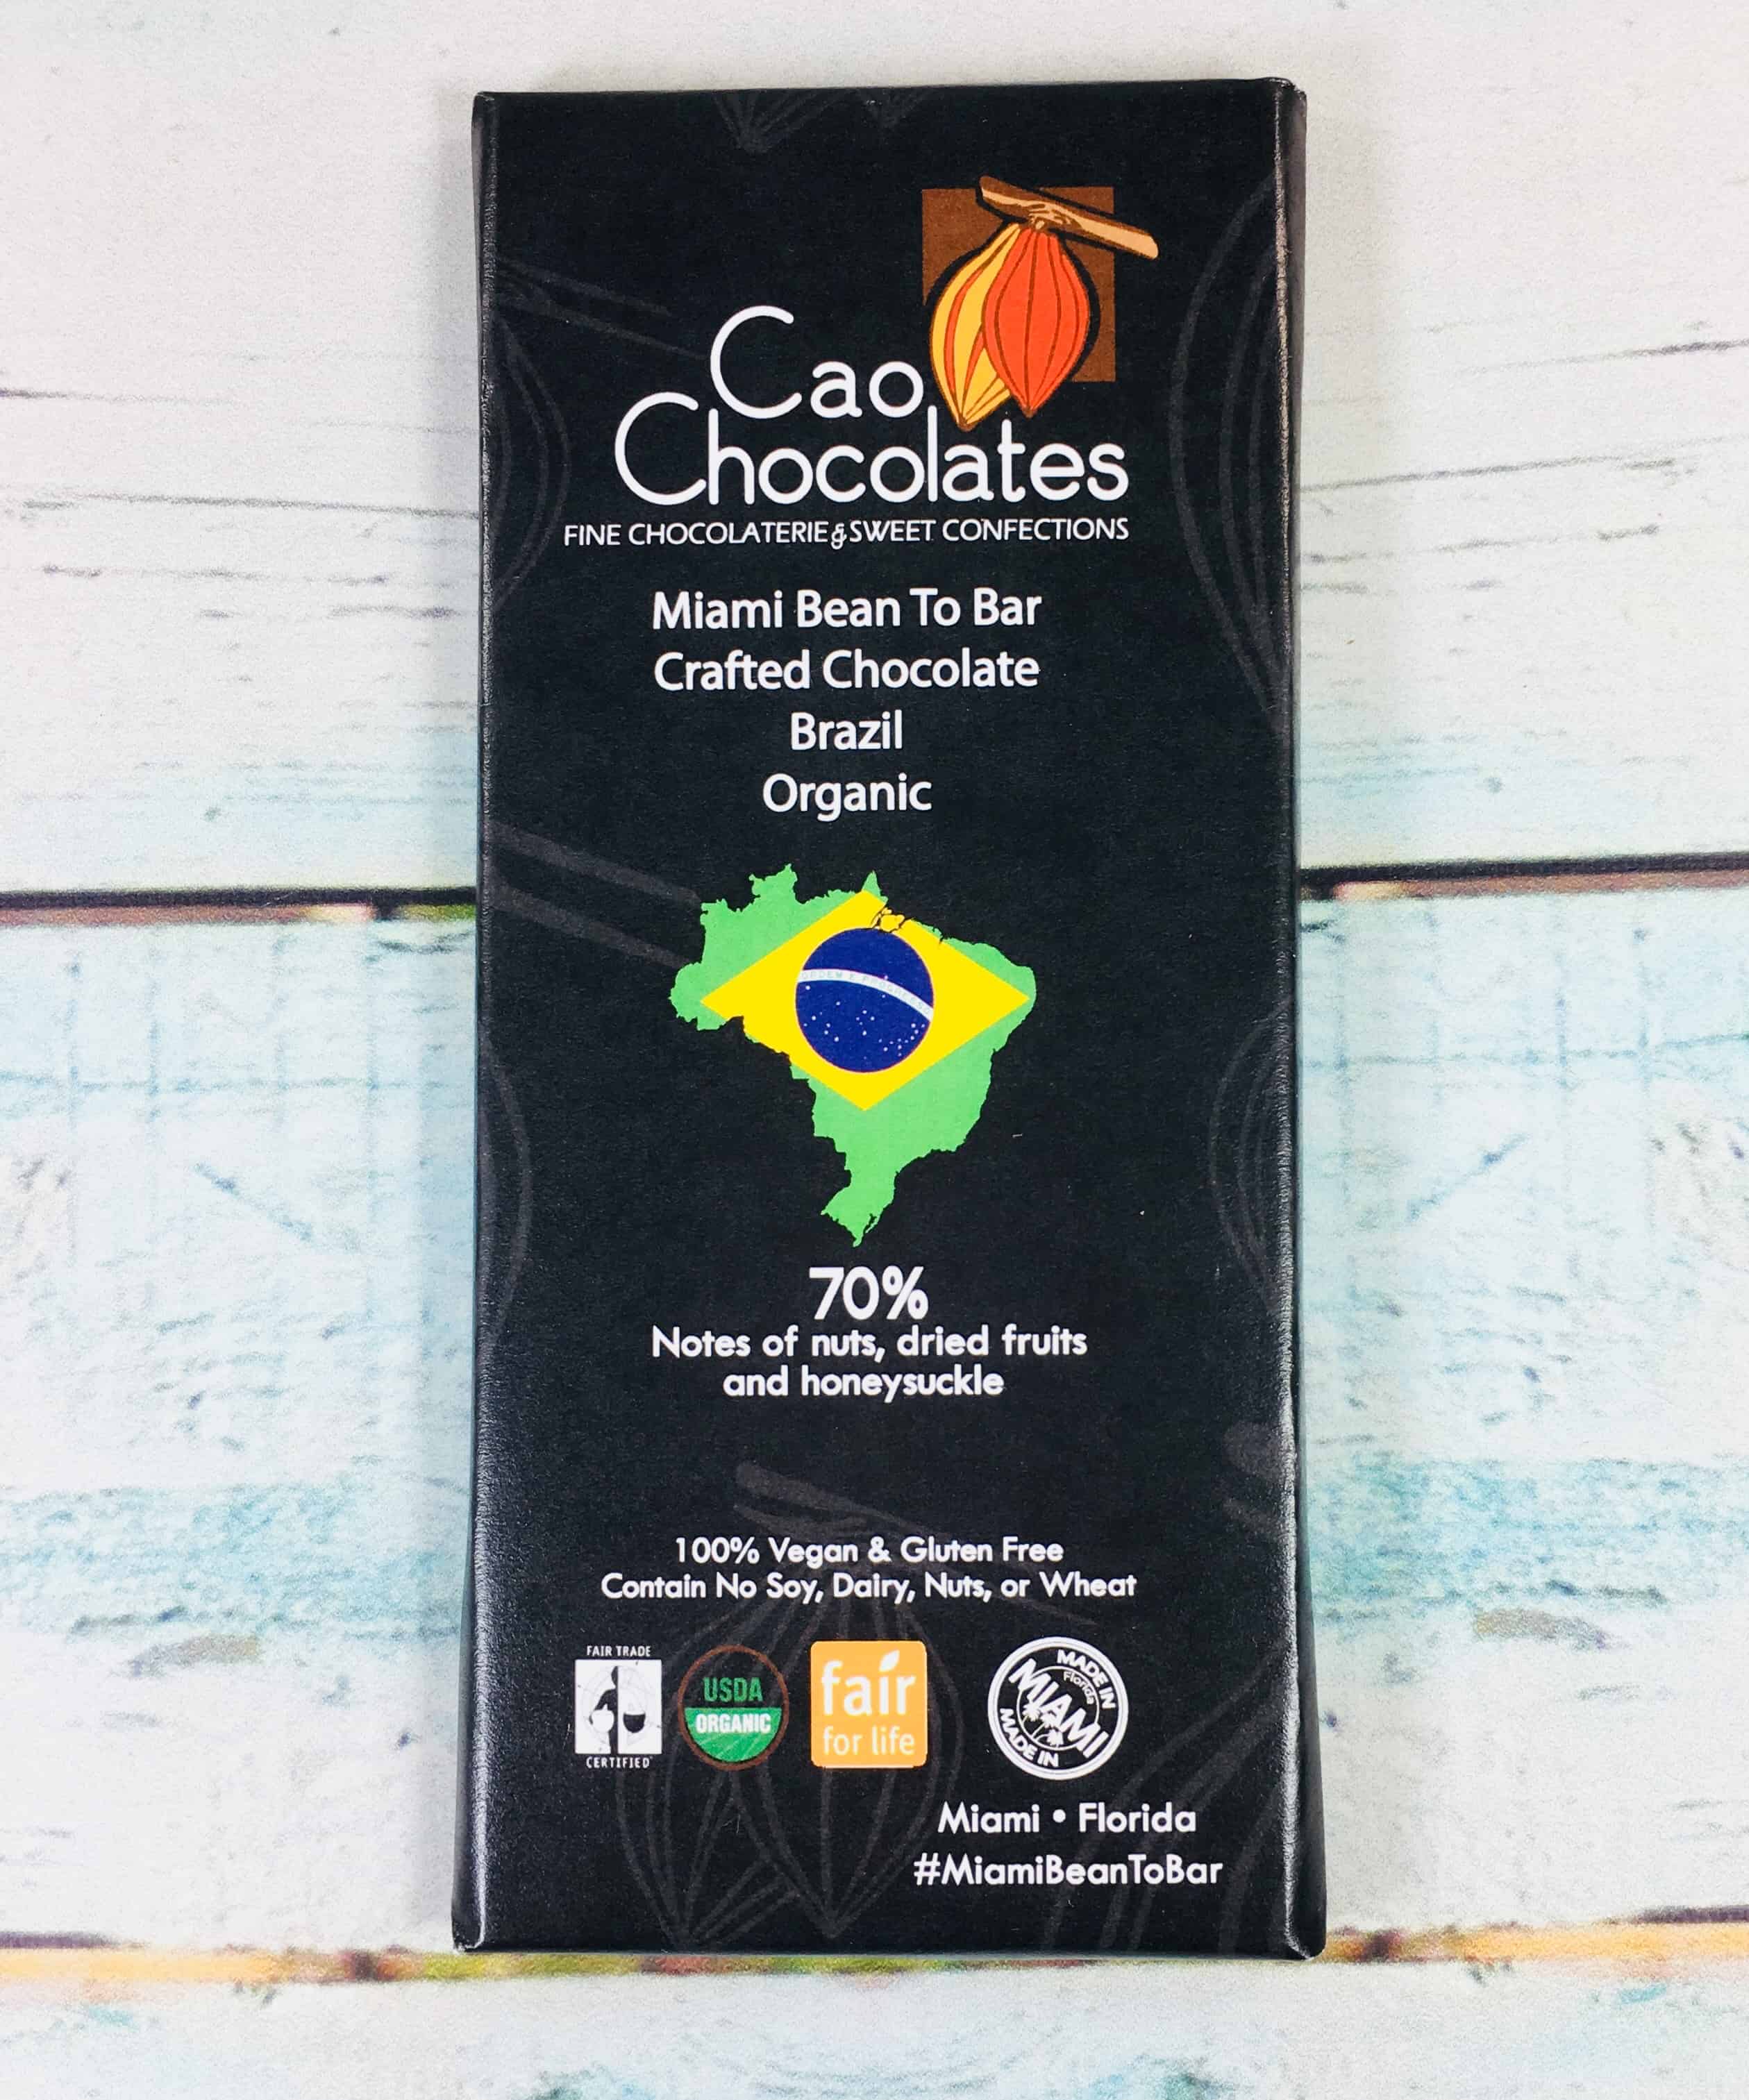 Cao
Chocolates
FINE CHOCOLATERIE & SWEET CONFECTIONS
Miami Bean To Bar
Crafted Chocolate
Brazil
Organic
ORDEM E PROGRESSO
70%
Notes of nuts, dried fruits
and honeysuckle
100% Vegan & Gluten Free
Contain No Soy, Dairy, Nuts, or Wheat
FAIR TRADE
CERTIFIED
USDA
ORGANIC
fair
for life
MADE IN
Florida
MIAMI
MADE IN
Miami • Florida
#MiamiBeanToBar